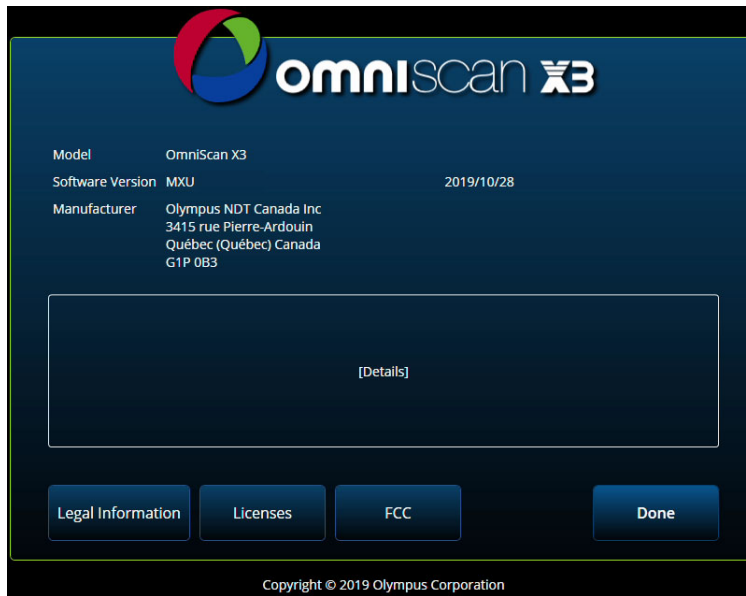 omniscan X3
Model OmniScan X3
Software Version MXU 2019/10/28
Manufacturer Olympus NDT Canada Inc
3415 rue Pierre-Ardouin
Québec (Québec) Canada
G1P 0B3
[Details]
Legal Information Licenses FCC Done
Copyright © 2019 Olympus Corporation